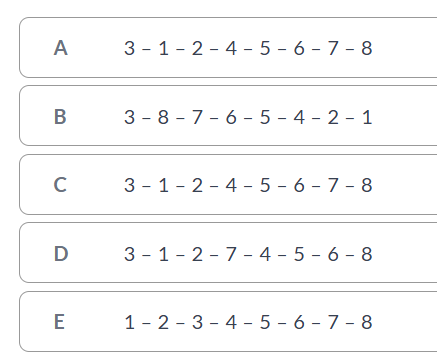 A 3 – 1 – 2 – 4 – 5 – 6 – 7 – 8
B 3 – 8 – 7 – 6 – 5 – 4 – 2 – 1
C 3 – 1 – 2 – 4 – 5 – 6 – 7 – 8
D 3 – 1 – 2 – 7 – 4 – 5 – 6 – 8
E 1 – 2 – 3 – 4 – 5 – 6 – 7 – 8